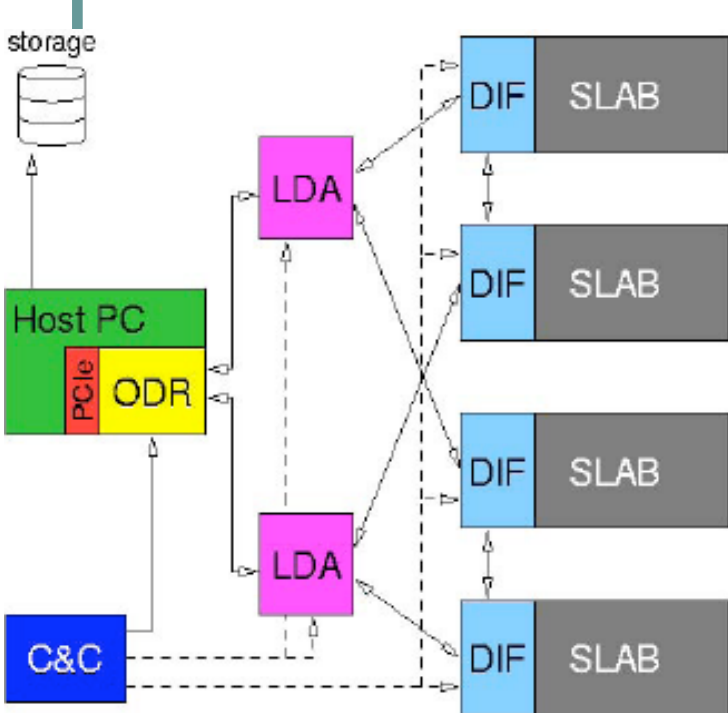 storage
DIF SLAB
LDA
DIF SLAB
Host PC
PCIe
ODR
DIF SLAB
LDA
C&C
DIF SLAB